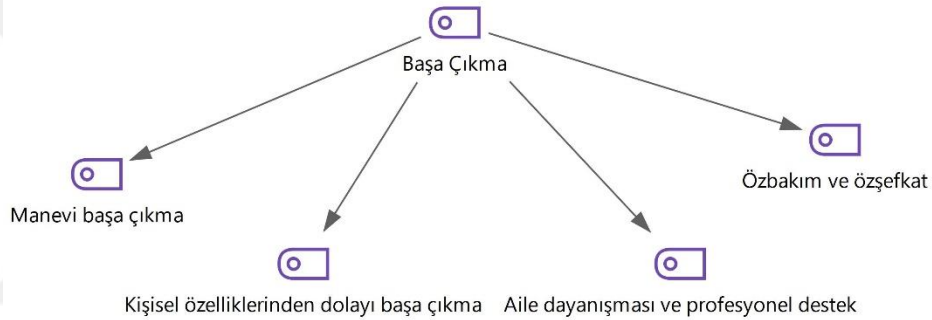 Başa Çıkma
Özbakım ve özşefkat
Manevi başa çıkma
Kişisel özelliklerinden dolayı başa çıkma
Aile dayanışması ve profesyonel destek